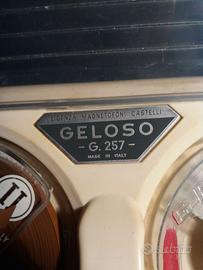 LICENZA MAGNETOFONI CASTELLI
GELOSO
- G. 257 -
MADE IN ITALY